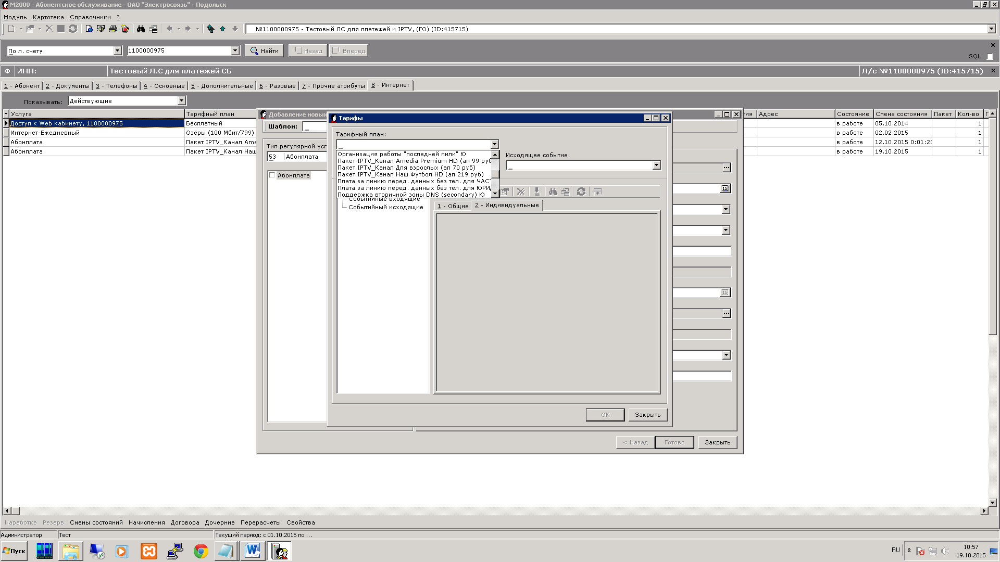 М2000 - Абонентское обслуживание - ОАО "Электросвязь" - Подольск
Модуль Картотека Справочники ?
№1100000975 - Тестовый ЛС для платежей и IPTV, (ГО) (ID:415715)
По л. счету 1100000975 Найти Назад Вперед
SQL
Ф ИНН: Тестовый Л.С для платежей СБ Л/с №1100000975 (ID:415715)
1 - Абонент 2 - Документы 3 - Телефоны 4 - Основные 5 - Дополнительные 6 - Разовые 7 - Прочие атрибуты 8 - Интернет
Показывать: Действующие
Услуга Тарифный план Адрес Состояние Смена состояния Пакет Кол-во
Доступ к Web кабинету, 1100000975 Бесплатный в работе 05.10.2014 1
Интернет-Ежедневный Озёры (100 Мбит/799) в работе 02.02.2015 1
Абонплата Пакет IPTV_Канал Ame в работе 12.10.2015 0:01:20 1
Абонплата Пакет IPTV_Канал Наш в работе 19.10.2015 1
Добавление новых
Шаблон:
Тип регулярной усл
53 Абонплата
Абонплата
Тарифы
Тарифный план:
Организация работы "последней мили" Ю
Пакет IPTV_Канал Amedia Premium HD (ап 99 руб
Пакет IPTV_Канал Для взрослых (ап 70 руб)
Пакет IPTV_Канал Наш Футбол HD (ап 219 руб)
Плата за линию перед. данных без тел. для ЧАСТ
Плата за линию перед. данных без тел. для ЮРИД
Поддержка вторичной зоны DNS (secondary) Ю
Исходящее событие:
Событийные входящие
Событийный исходящие
1 - Общие 2 - Индивидуальные
15
15
OK Закрыть
< Назад Готово Закрыть
Наработка Резерв Смены состояний Начисления Договора Дочерние Перерасчеты Свойства
Администратор Тест Текущий период: с 01.10.2015 по ...
Пуск
RU
10:57
19.10.2015